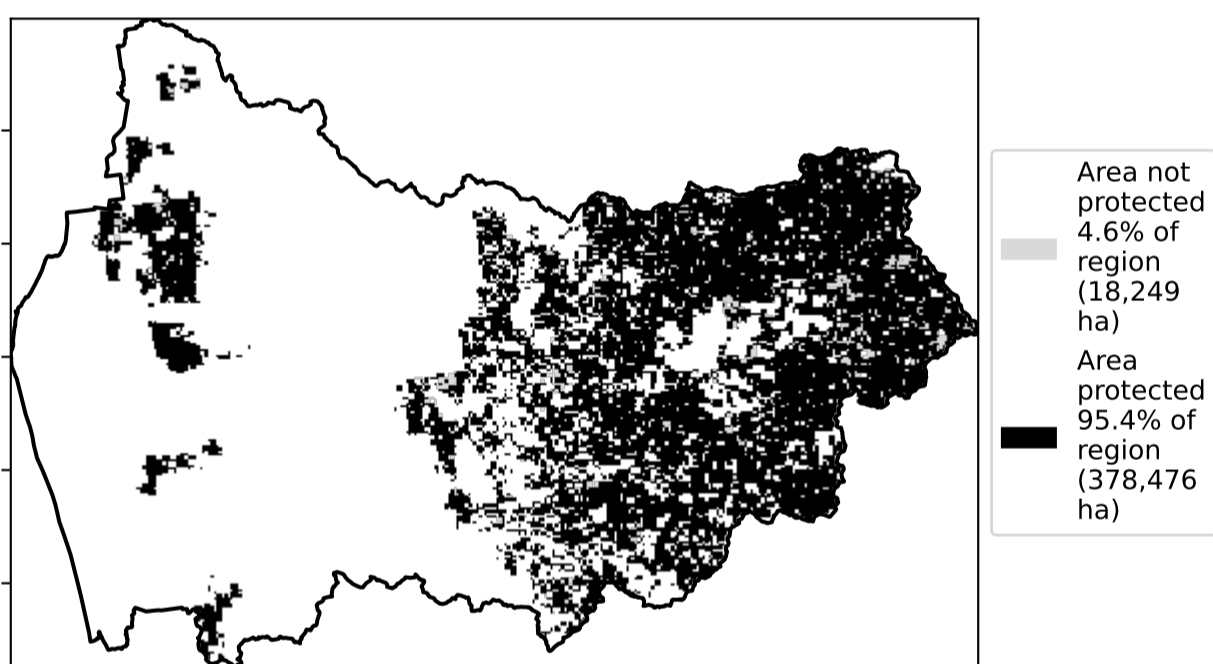 Area not
protected
4.6% of
region
(18,249
ha)
Area
protected
95.4% of
region
(378,476
ha)